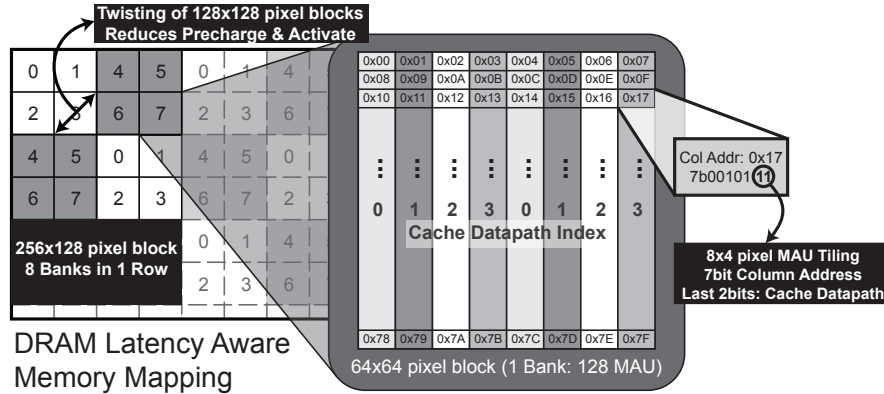 Twisting of 128x128 pixel blocks
Reduces Precharge & Activate
0 1 4 5 0 1 4
2 3 6 7 2 3 6
4 5 0 1 4 5 0
6 7 2 3 6 7 2
256x128 pixel block
8 Banks in 1 Row
0 1 4
2 3 6
DRAM Latency Aware
Memory Mapping
0x00 0x01 0x02 0x03 0x04 0x05 0x06 0x07
0x08 0x09 0x0A 0x0B 0x0C 0x0D 0x0E 0x0F
0x10 0x11 0x12 0x13 0x14 0x15 0x16 0x17
0 1 2 3 0 1 2 3
Cache Datapath Index
0x78 0x79 0x7A 0x7B 0x7C 0x7D 0x7E 0x7F
64x64 pixel block (1 Bank: 128 MAU)
Col Addr: 0x17
7b0010111
8x4 pixel MAU Tiling
7bit Column Address
Last 2bits: Cache Datapath